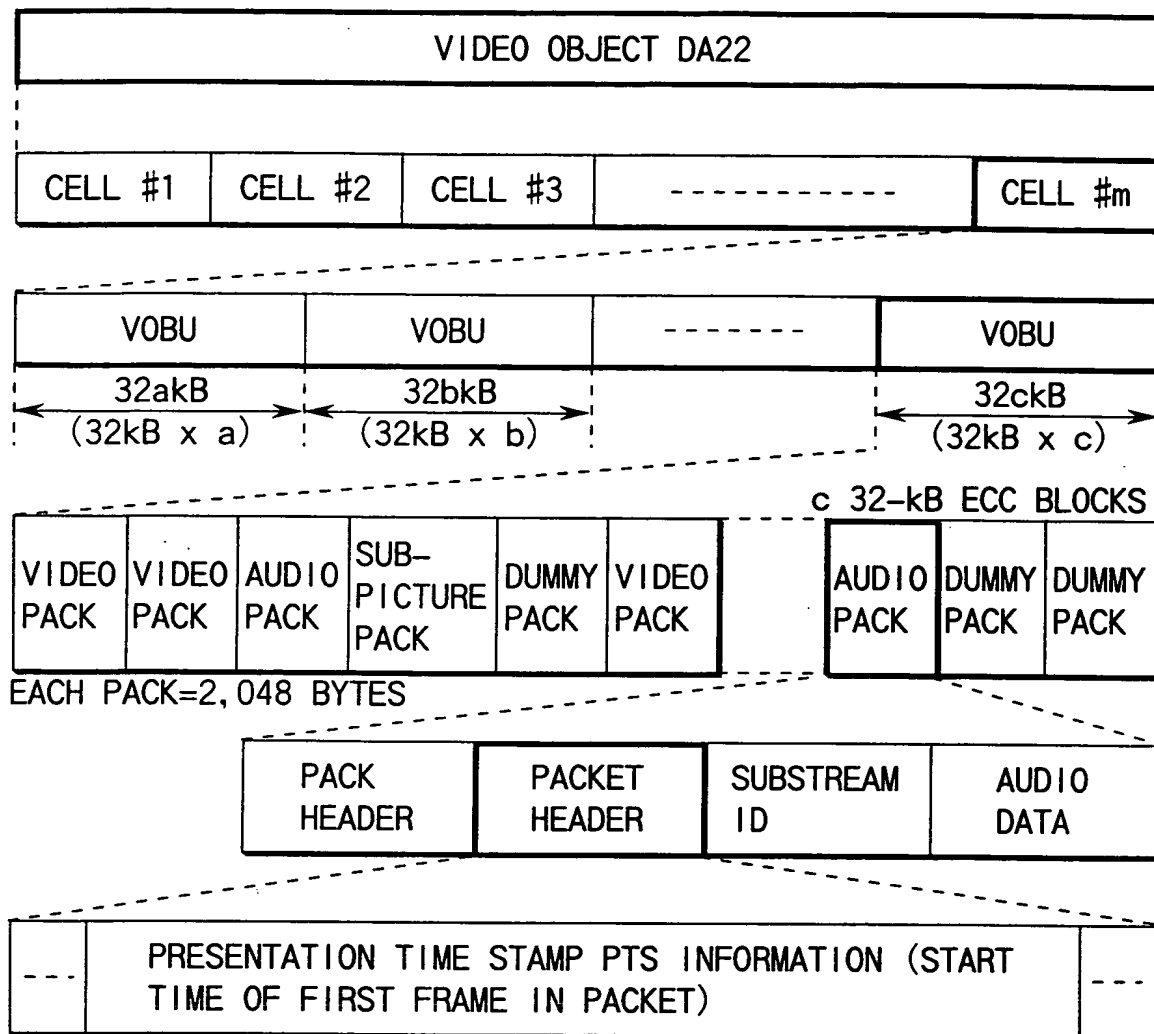 VIDEO OBJECT DA22
CELL #1 CELL #2 CELL #3 ----------- CELL #m
VOBU VOBU ------- VOBU
32akB 32bkB 32ckB
(32kB x a) (32kB x b) (32kB x c)
c 32-kB ECC BLOCKS
VIDEO PACK
VIDEO PACK
AUDIO PACK
SUB-
PICTURE
PACK
DUMMY PACK
VIDEO PACK
AUDIO PACK
DUMMY PACK
DUMMY PACK
EACH PACK=2,048 BYTES
PACK
HEADER
PACKET
HEADER
SUBSTREAM
ID
AUDIO
DATA
--- PRESENTATION TIME STAMP PTS INFORMATION (START ---
TIME OF FIRST FRAME IN PACKET)